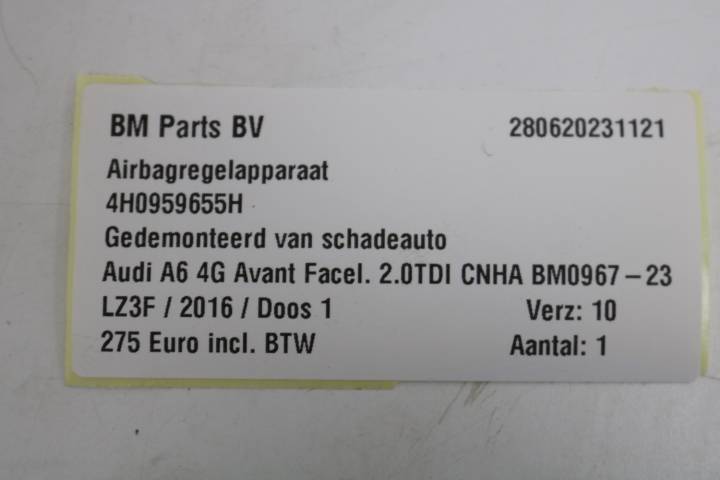 BM Parts BV 280620231121
Airbagregelapparaat
4H0959655H
Gedemonteerd van schadeauto
Audi A6 4G Avant Facel. 2.0TDI CNHA BM0967-23
LZ3F / 2016 / Doos 1 Verz: 10
275 Euro incl. BTW Aantal: 1